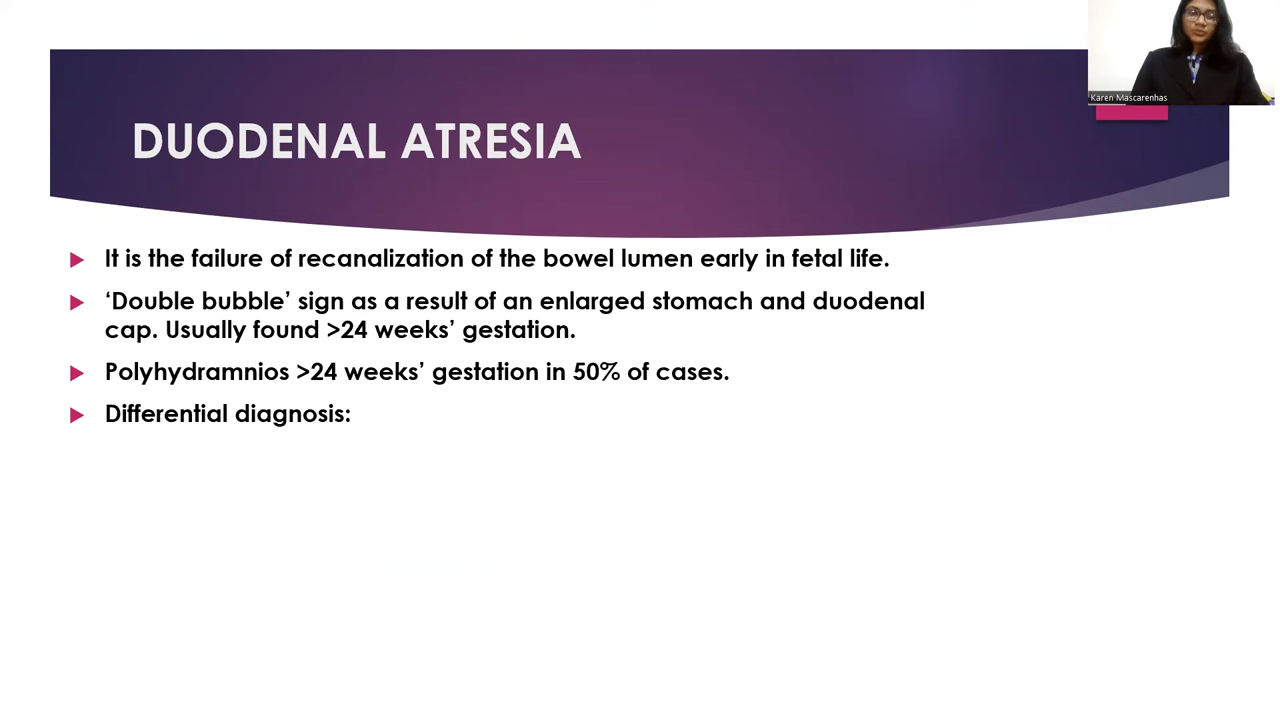 Karen Mascarenhas
DUODENAL ATRESIA
It is the failure of recanalization of the bowel lumen early in fetal life.
‘Double bubble’ sign as a result of an enlarged stomach and duodenal
cap. Usually found >24 weeks’ gestation.
Polyhydramnios >24 weeks’ gestation in 50% of cases.
Differential diagnosis: